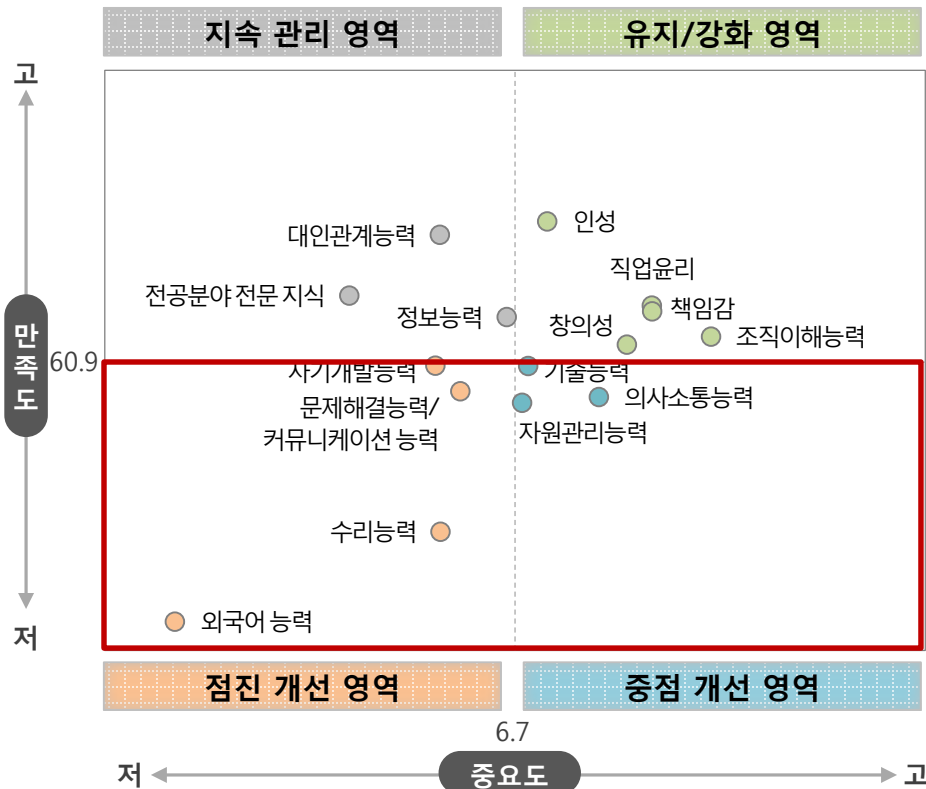 지속 관리 영역
유지/강화 영역
고
인성
대인관계능력
직업윤리
전공분야 전문 지식
책임감
정보능력
창의성
조직이해능력
만족도
60.9
자기개발능력
기술능력
문제해결능력/
커뮤니케이션 능력
의사소통능력
자원관리능력
수리능력
외국어 능력
저
점진 개선 영역
중점 개선 영역
6.7
저
중요도
고